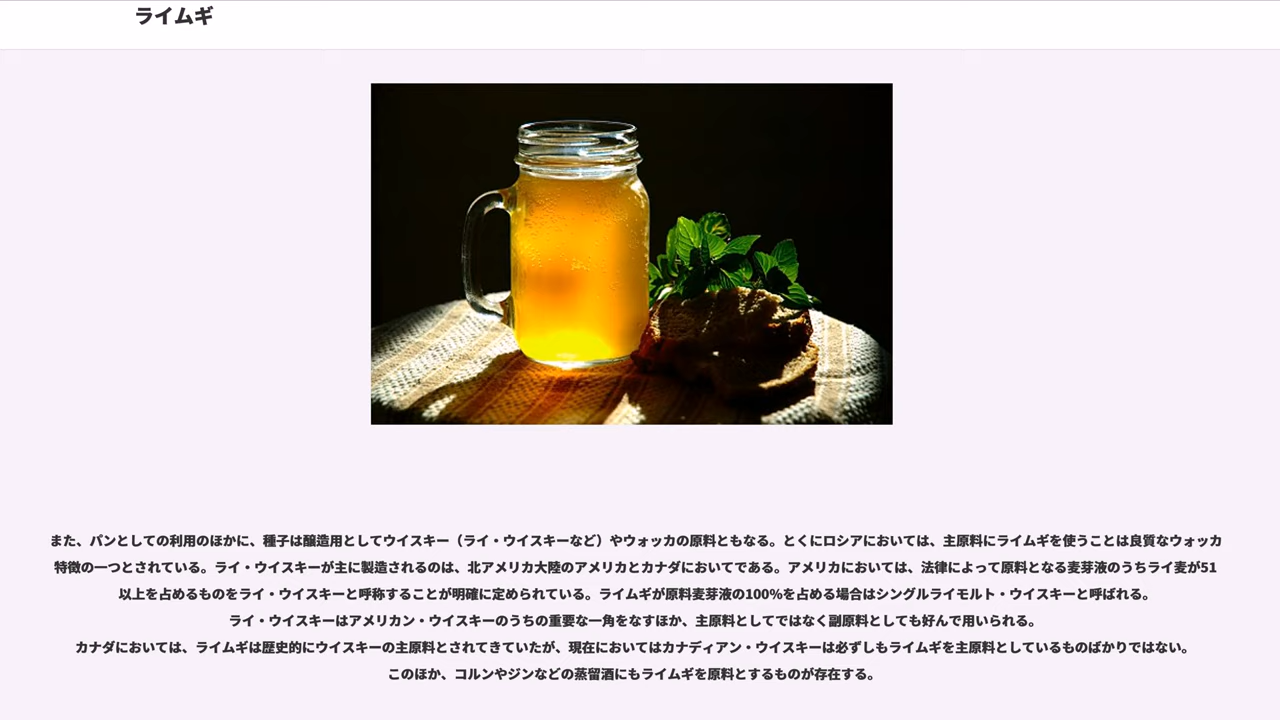 ライムギ
また、パンとしての利用のほかに、種子は醸造用としてウイスキー（ライ・ウイスキーなど）やウォッカの原料ともなる。とくにロシアにおいては、主原料にライムギを使うことは良質なウォッカ
特徴の一つとされている。ライ・ウイスキーが主に製造されるのは、北アメリカ大陸のアメリカとカナダにおいてである。アメリカにおいては、法律によって原料となる麦芽液のうちライ麦が51
以上を占めるものをライ・ウイスキーと呼称することが明確に定められている。ライムギが原料麦芽液の100%を占める場合はシングルライモルト・ウイスキーと呼ばれる。
ライ・ウイスキーはアメリカン・ウイスキーのうちの重要な一角をなすほか、主原料としてではなく副原料としても好んで用いられる。
カナダにおいては、ライムギは歴史的にウイスキーの主原料とされてきていたが、現在においてはカナディアン・ウイスキーは必ずしもライムギを主原料としているものばかりではない。
このほか、コルンやジンなどの蒸留酒にもライムギを原料とするものが存在する。